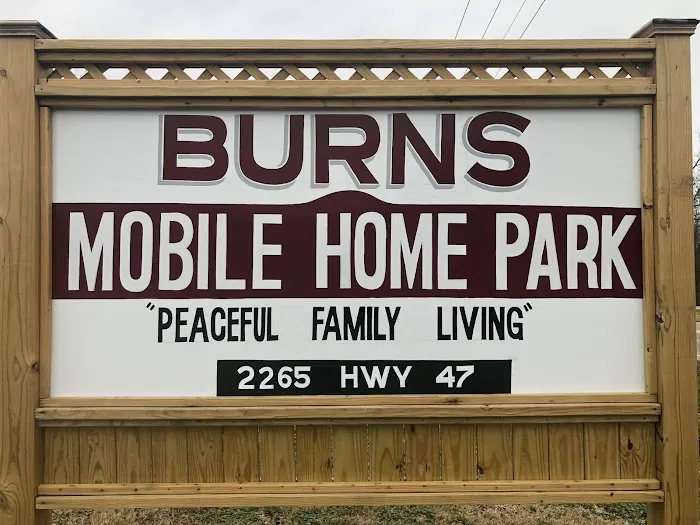 BURNS
MOBILE HOME PARK
"PEACEFUL FAMILY LIVING"
2265 HWY 47